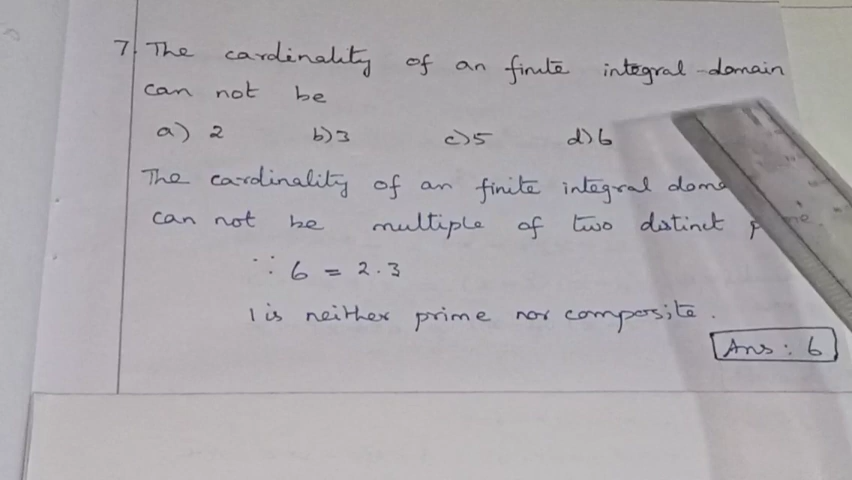 7. The cardinality of an finite integral domain
can not be
a) 2 b) 3 c) 5 d) 6
The cardinality of an finite integral
can not be multiple of two distinct
∵ 6 = 2.3
1 is neither prime nor composite.
Ans: 6